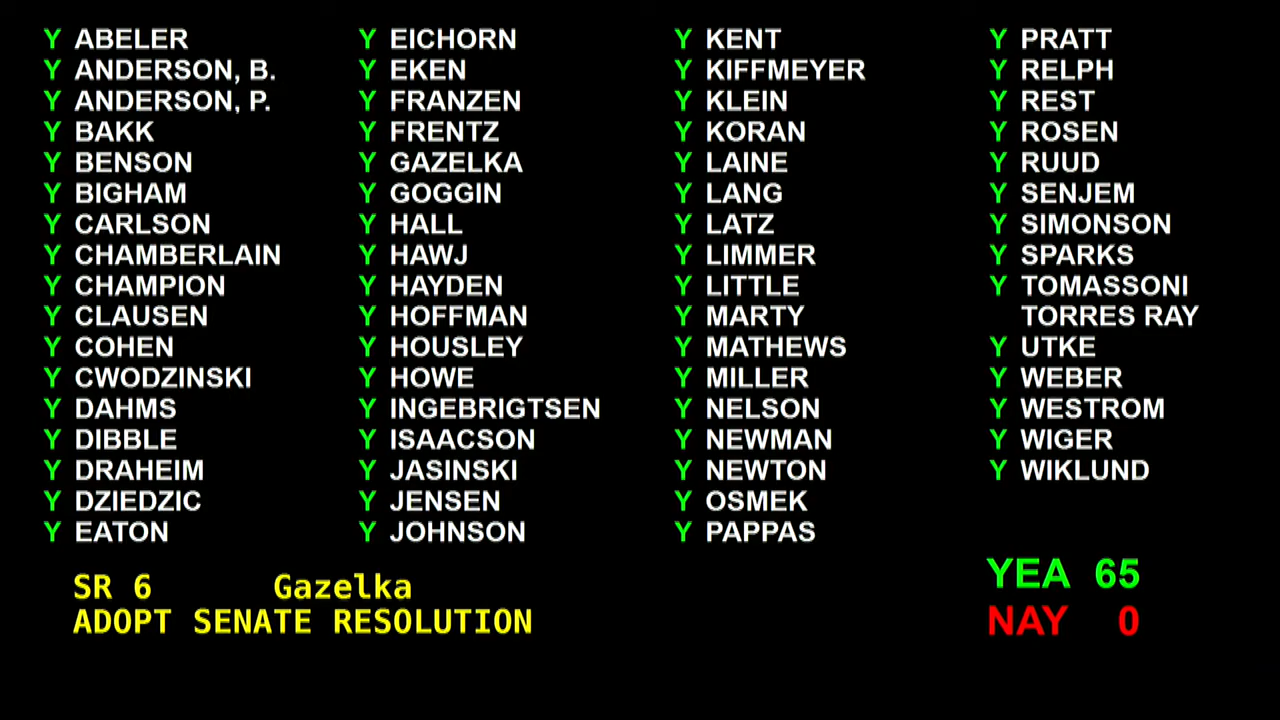 Y ABELER
Y ANDERSON, B.
Y ANDERSON, P.
Y BAKK
Y BENSON
Y BIGHAM
Y CARLSON
Y CHAMBERLAIN
Y CHAMPION
Y CLAUSEN
Y COHEN
Y CWODZINSKI
Y DAHMS
Y DIBBLE
Y DRAHEIM
Y DZIEDZIC
Y EATON
Y EICHORN
Y EKEN
Y FRANZEN
Y FRENTZ
Y GAZELKA
Y GOGGIN
Y HALL
Y HAWJ
Y HAYDEN
Y HOFFMAN
Y HOUSLEY
Y HOWE
Y INGEBRIGTSEN
Y ISAACSON
Y JASINSKI
Y JENSEN
Y JOHNSON
Y KENT
Y KIFFMEYER
Y KLEIN
Y KORAN
Y LAINE
Y LANG
Y LATZ
Y LIMMER
Y LITTLE
Y MARTY
Y MATHEWS
Y MILLER
Y NELSON
Y NEWMAN
Y NEWTON
Y OSMEK
Y PAPPAS
Y PRATT
Y RELPH
Y REST
Y ROSEN
Y RUUD
Y SENJEM
Y SIMONSON
Y SPARKS
Y TOMASSONI
TORRES RAY
Y UTKE
Y WEBER
Y WESTROM
Y WIGER
Y WIKLUND
SR 6 Gazelka
ADOPT SENATE RESOLUTION
YEA 65
NAY 0